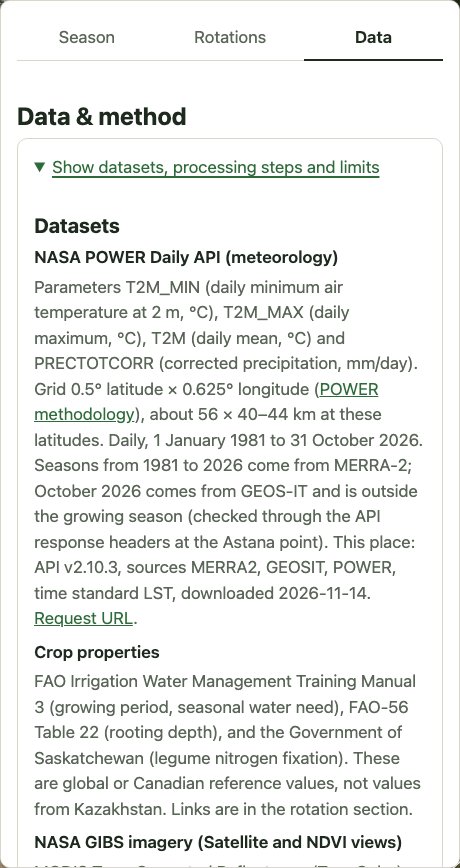 Season Rotations Data
Data & method
▼ Show datasets, processing steps and limits
Datasets
NASA POWER Daily API (meteorology)
Parameters T2M_MIN (daily minimum air
temperature at 2 m, °C), T2M_MAX (daily
maximum, °C), T2M (daily mean, °C) and
PRECTOTCORR (corrected precipitation, mm/day).
Grid 0.5° latitude × 0.625° longitude (POWER
methodology), about 56 × 40–44 km at these
latitudes. Daily, 1 January 1981 to 31 October 2026.
Seasons from 1981 to 2026 come from MERRA-2;
October 2026 comes from GEOS-IT and is outside
the growing season (checked through the API
response headers at the Astana point). This place:
API v2.10.3, sources MERRA2, GEOSIT, POWER,
time standard LST, downloaded 2026-11-14.
Request URL.
Crop properties
FAO Irrigation Water Management Training Manual
3 (growing period, seasonal water need), FAO-56
Table 22 (rooting depth), and the Government of
Saskatchewan (legume nitrogen fixation). These
are global or Canadian reference values, not values
from Kazakhstan. Links are in the rotation section.
NASA GIBS imagery (Satellite and NDVI views)